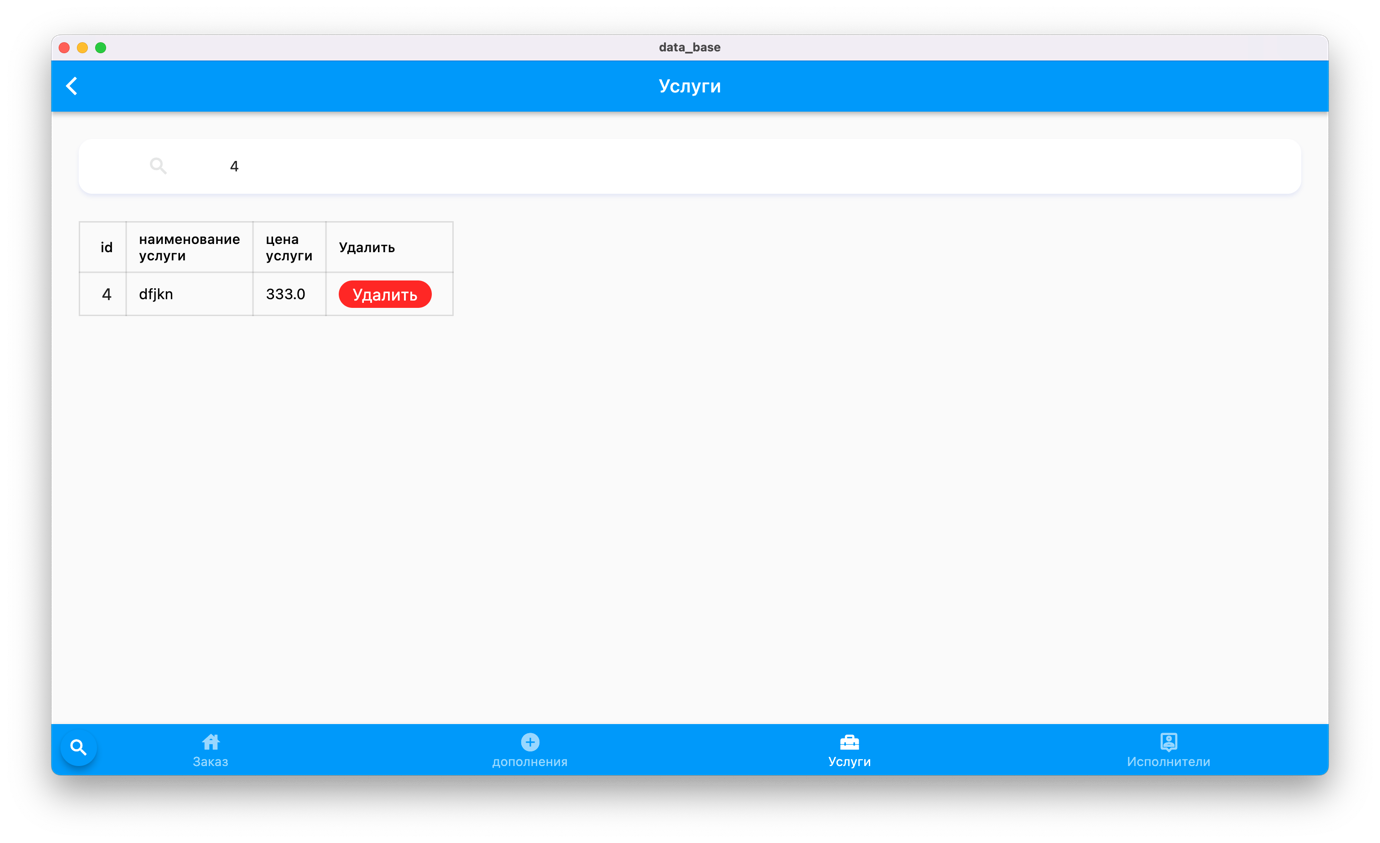 data_base
Услуги
4
id
наименование
услуги
цена
услуги
Удалить
4
dfjkn
333.0
Удалить
Заказ
дополнения
Услуги
Исполнители